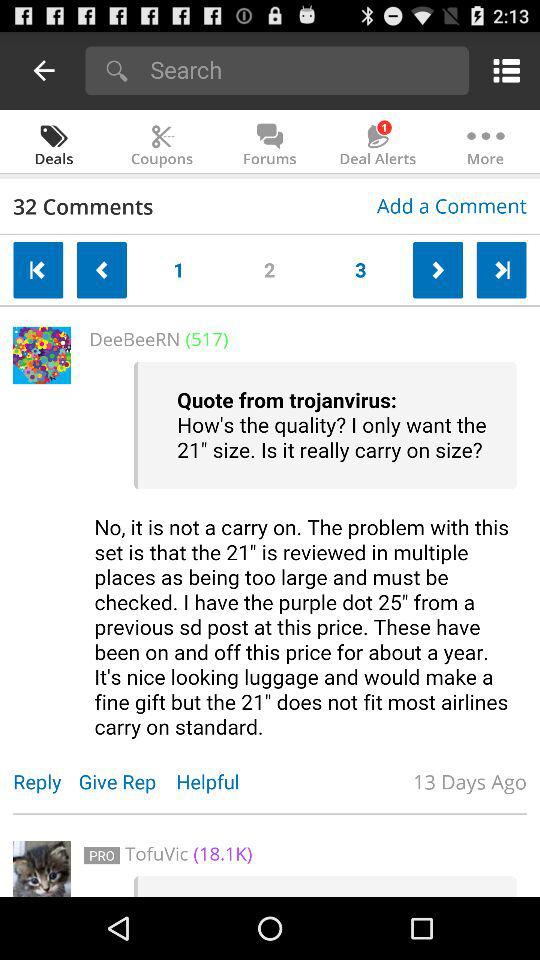 2:13
Search
Deals
Coupons
Forums
1
Deal Alerts
More
32 Comments
Add a Comment
1
2
3
DeeBeeRN (517)
Quote from trojanvirus:
How's the quality? I only want the
21" size. Is it really carry on size?
No, it is not a carry on. The problem with this
set is that the 21" is reviewed in multiple
places as being too large and must be
checked. I have the purple dot 25" from a
previous sd post at this price. These have
been on and off this price for about a year.
It's nice looking luggage and would make a
fine gift but the 21" does not fit most airlines
carry on standard.
Reply Give Rep Helpful
13 Days Ago
PRO TofuVic (18.1K)